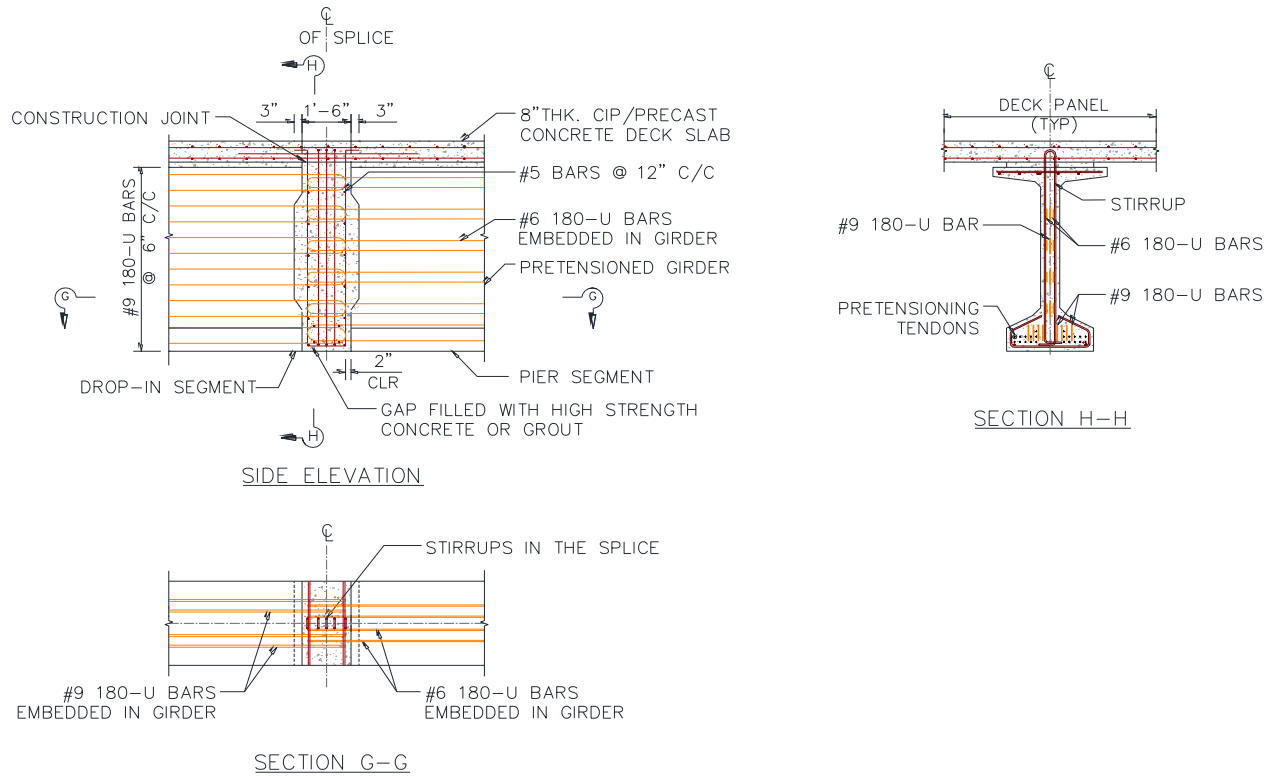 ℄
OF SPLICE
H
3”
1’-6”
3”
CONSTRUCTION JOINT
8”THK. CIP/PRECAST
CONCRETE DECK SLAB
#5 BARS @ 12” C/C
#9 180-U BARS
@ 6” C/C
#6 180-U BARS
EMBEDDED IN GIRDER
PRETENSIONED GIRDER
G
G
2”
CLR
DROP-IN SEGMENT
PIER SEGMENT
GAP FILLED WITH HIGH STRENGTH
CONCRETE OR GROUT
H
SIDE ELEVATION
℄
DECK PANEL
(TYP)
STIRRUP
#9 180-U BAR
#6 180-U BARS
#9 180-U BARS
PRETENSIONING
TENDONS
SECTION H-H
℄
STIRRUPS IN THE SPLICE
#9 180-U BARS
EMBEDDED IN GIRDER
#6 180-U BARS
EMBEDDED IN GIRDER
SECTION G-G